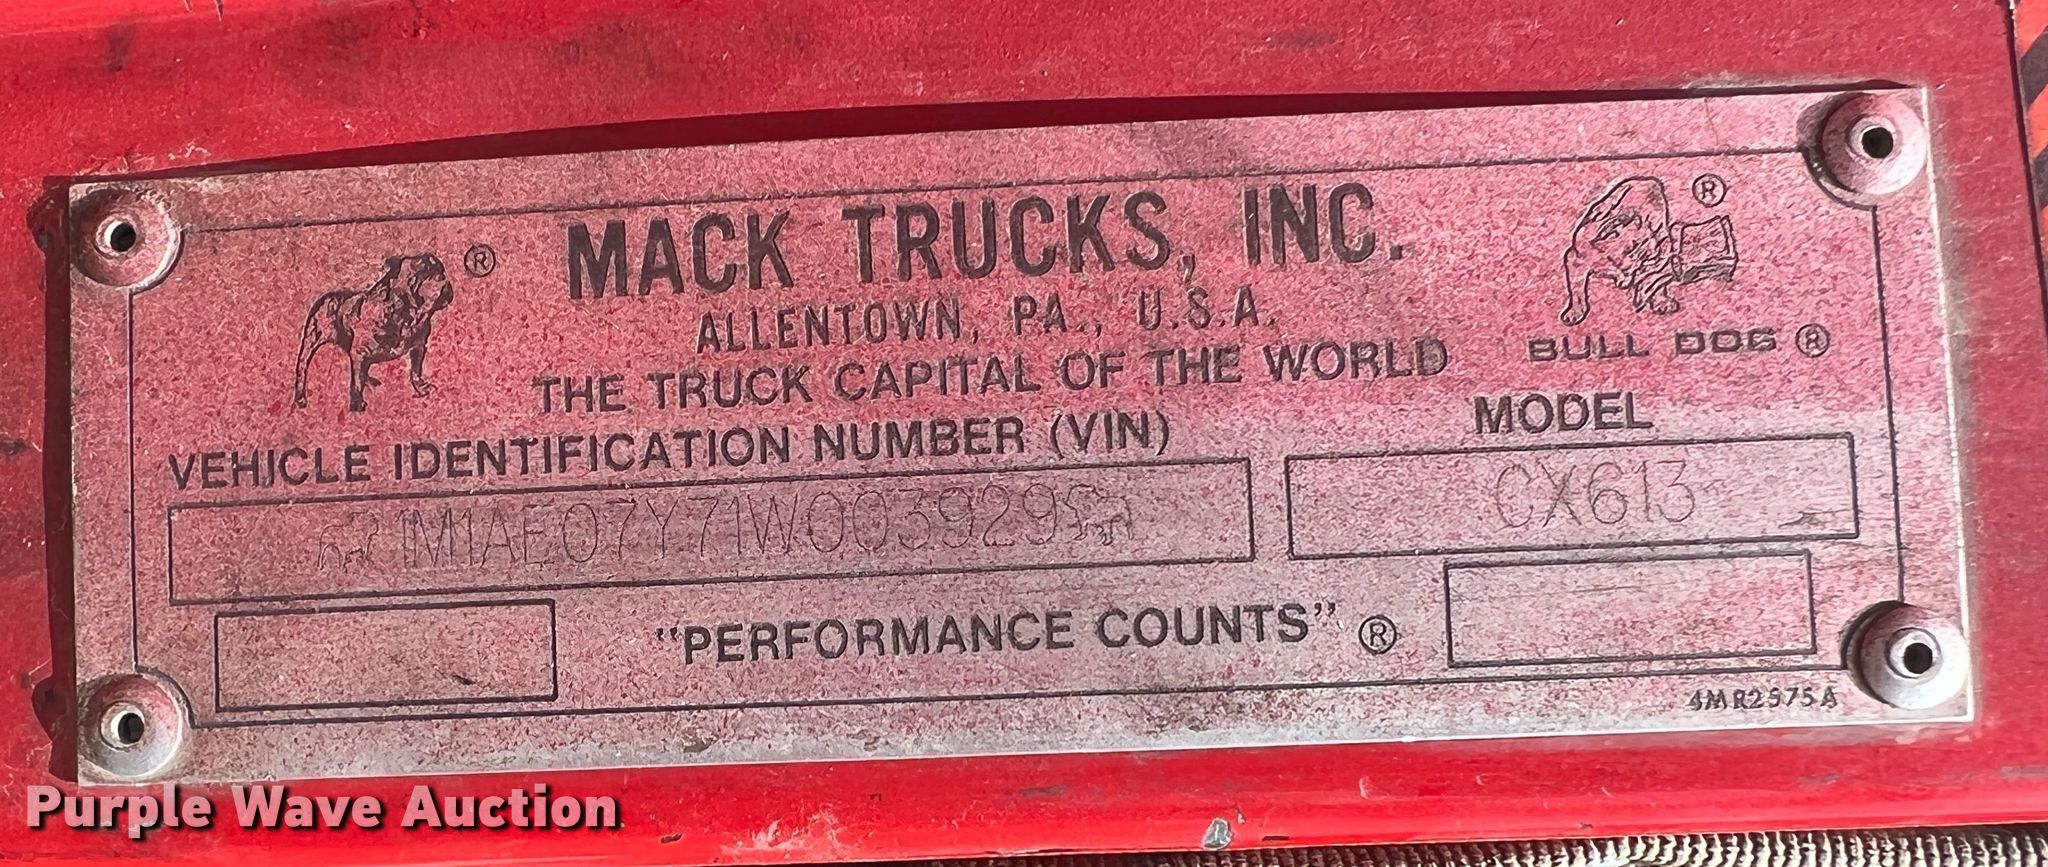 MACK TRUCKS, INC.
ALLENTOWN, PA., U.S.A.
THE TRUCK CAPITAL OF THE WORLD
®
®
BULL DOG ®
VEHICLE IDENTIFICATION NUMBER (VIN)
1M1AE07Y71W003929
MODEL
CX613
"PERFORMANCE COUNTS" ®
4MR2575A
Purple Wave Auction